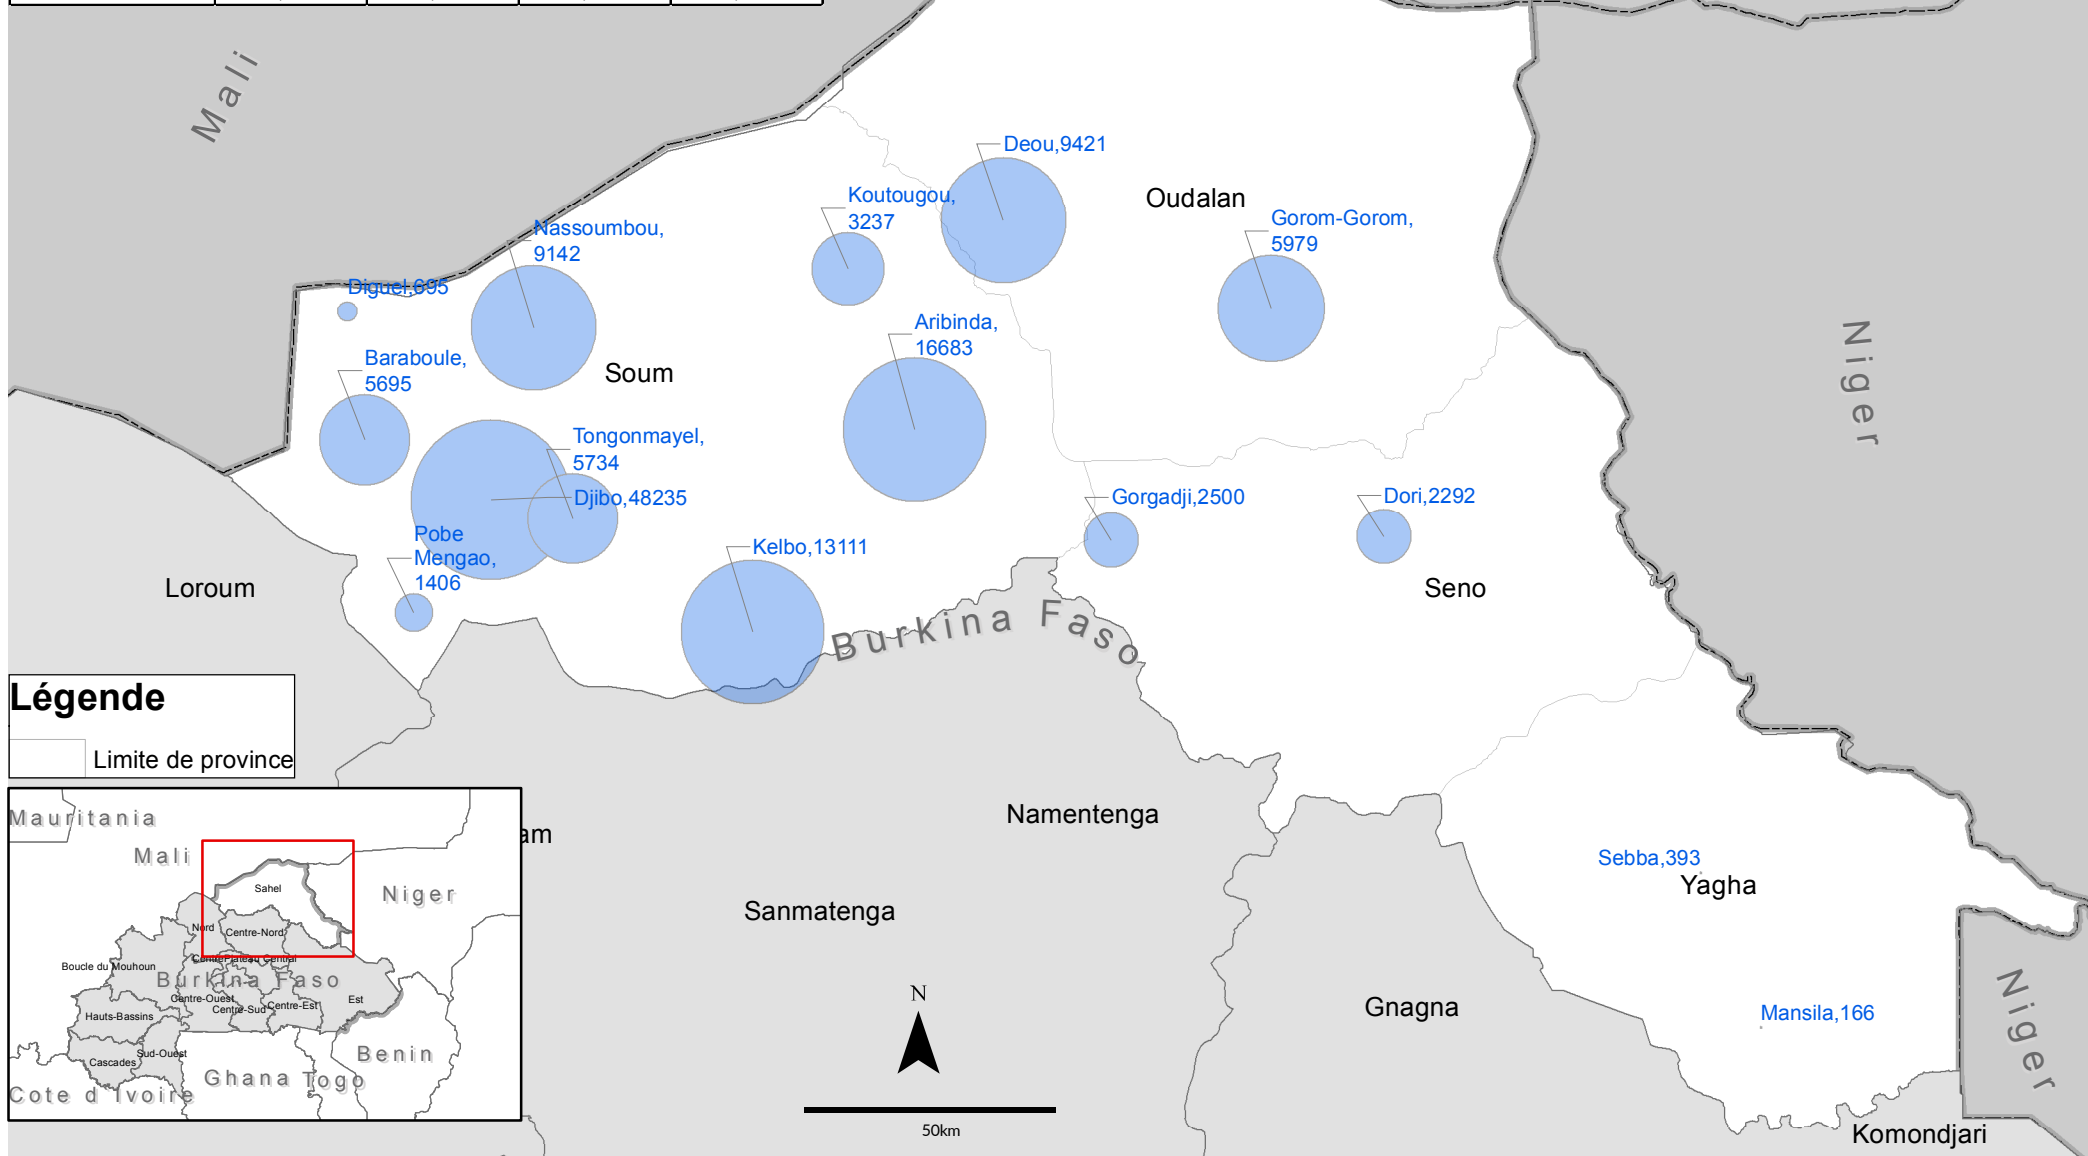 Mali
Deou,9421
Koutougou,
3237
Oudalan
Gorom-Gorom,
5979
Nassoumbou,
9142
Diguel,695
Aribinda,
16683
Niger
Baraboule,
5695
Soum
Tongonmayel,
5734
Djibo,48235
Gorgadji,2500
Dori,2292
Pobe
Mengao,
1406
Kelbo,13111
Loroum
Seno
Burkina Faso
Légende
Limite de province
Namentenga
am
Sebba,393
Yagha
Sanmatenga
Gnagna
Mansila,166
Niger
Komondjari
N
50km
Mauritania
Mali
Niger
Sahel
Nord
Centre-Nord
Boucle du Mouhoun
Centre
Plateau Central
Burkina Faso
Centre-Ouest
Centre-Sud
Centre-Est
Est
Hauts-Bassins
Sud-Ouest
Cascades
Benin
Ghana
Togo
Cote d Ivoire